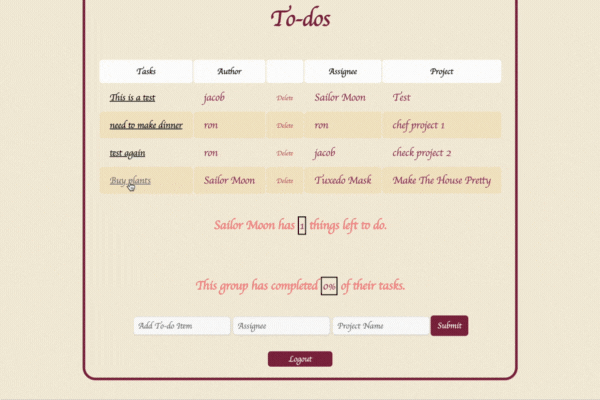 To-dos
Tasks Author Assignee Project
This is a test jacob Delete Sailor Moon Test
need to make dinner ron Delete ron chef project 1
test again ron Delete jacob check project 2
Buy plants Sailor Moon Delete Tuxedo Mask Make The House Pretty
Sailor Moon has 1 things left to do.
This group has completed 0% of their tasks.
Add To-do Item Assignee Project Name Submit
Logout